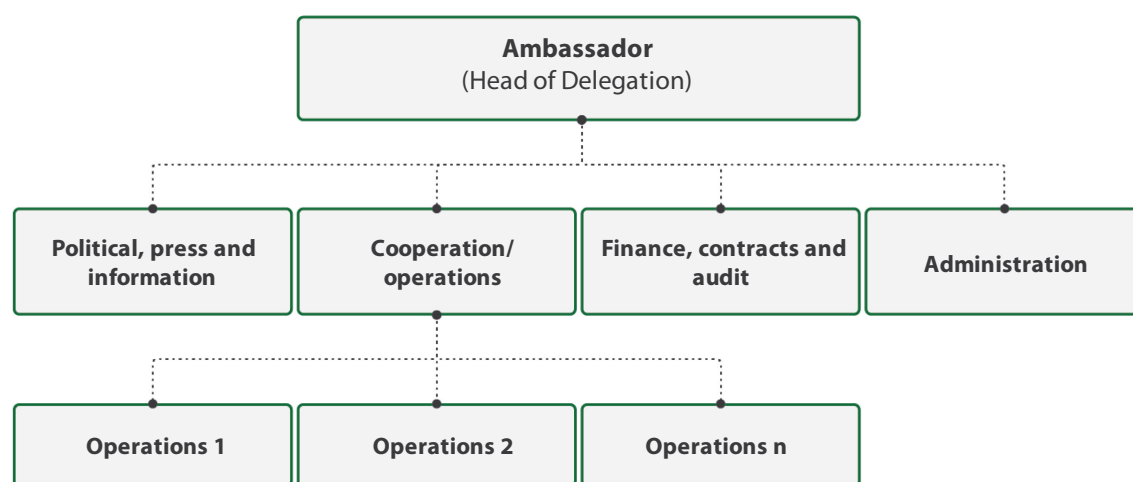 Ambassador
(Head of Delegation)
Political, press and
information
Cooperation/
operations
Finance, contracts and
audit
Administration
Operations 1
Operations 2
Operations n